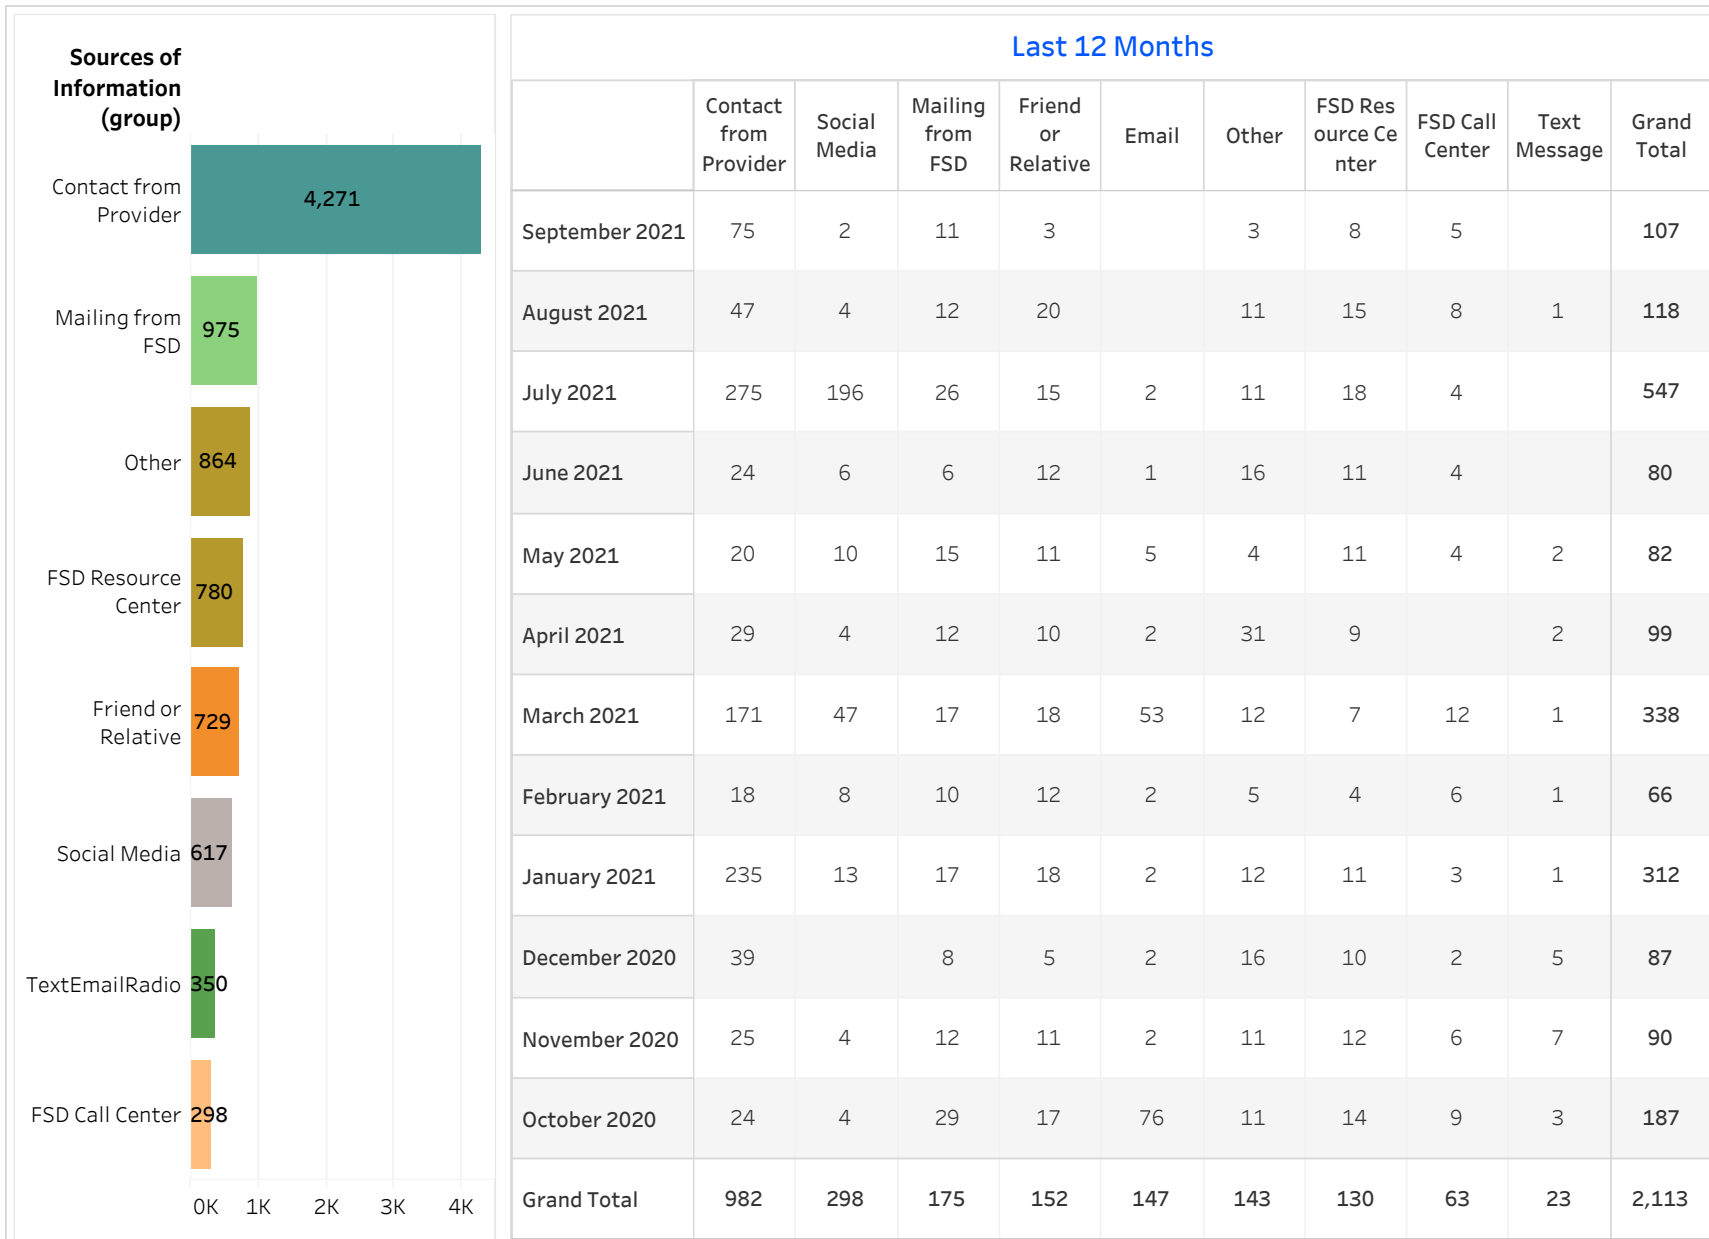 Sources of
Information
(group)
Contact from
Provider
4,271
Mailing from
FSD
975
Other
864
FSD Resource
Center
780
Friend or
Relative
729
Social Media
617
TextEmailRadio
350
FSD Call Center
298
0K 1K 2K 3K 4K
Last 12 Months
Contact from Provider Social Media Mailing from FSD Friend or Relative Email Other FSD Res ource Ce nter FSD Call Center Text Message Grand Total
September 2021 75 2 11 3 3 8 5 107
August 2021 47 4 12 20 11 15 8 1 118
July 2021 275 196 26 15 2 11 18 4 547
June 2021 24 6 6 12 1 16 11 4 80
May 2021 20 10 15 11 5 4 11 4 2 82
April 2021 29 4 12 10 2 31 9 2 99
March 2021 171 47 17 18 53 12 7 12 1 338
February 2021 18 8 10 12 2 5 4 6 1 66
January 2021 235 13 17 18 2 12 11 3 1 312
December 2020 39 8 5 2 16 10 2 5 87
November 2020 25 4 12 11 2 11 12 6 7 90
October 2020 24 4 29 17 76 11 14 9 3 187
Grand Total 982 298 175 152 147 143 130 63 23 2,113